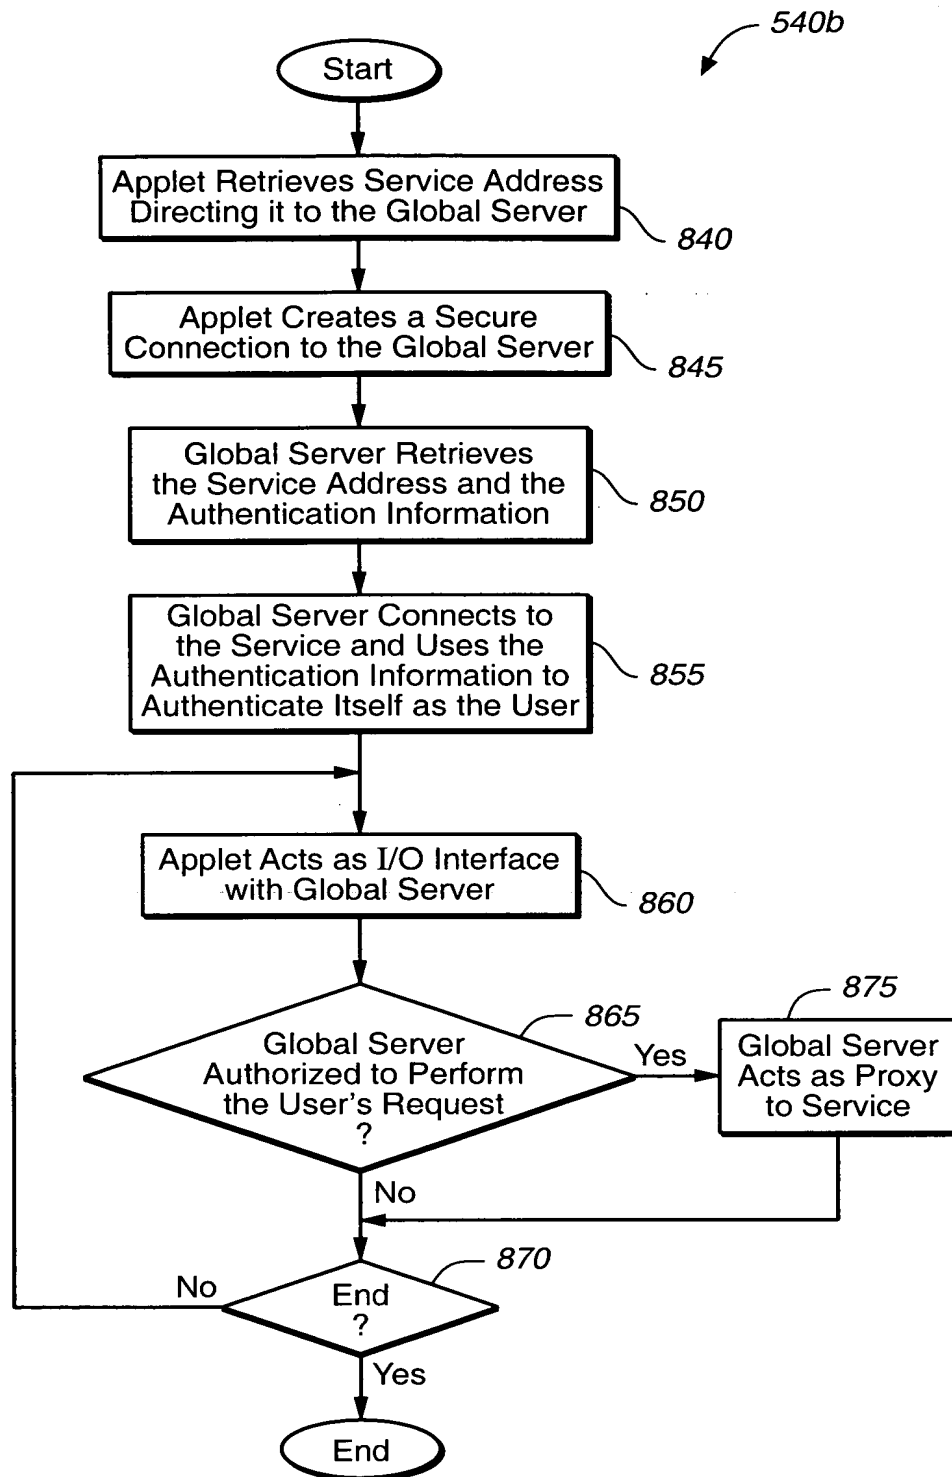 540b
Start
Applet Retrieves Service Address
Directing it to the Global Server
840
Applet Creates a Secure
Connection to the Global Server
845
Global Server Retrieves
the Service Address and the
Authentication Information
850
Global Server Connects to
the Service and Uses the
Authentication Information to
Authenticate Itself as the User
855
Applet Acts as I/O Interface
with Global Server
860
865
Global Server
Authorized to Perform
the User's Request
?
Yes
875
Global Server
Acts as Proxy
to Service
No
870
End
?
No
Yes
End